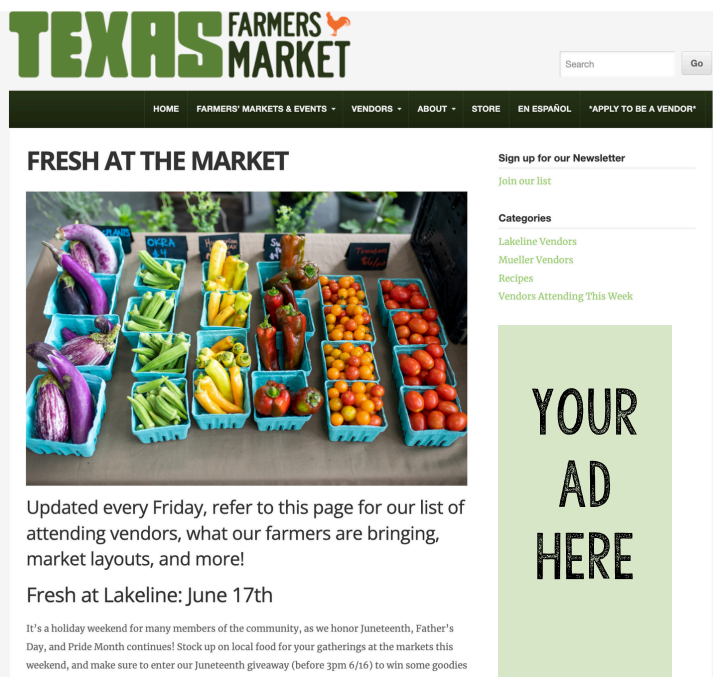 TEXAS FARMERS MARKET
Search
Go
HOME FARMERS' MARKETS & EVENTS VENDORS ABOUT STORE EN ESPAÑOL *APPLY TO BE A VENDOR*
FRESH AT THE MARKET
OKRA
Updated every Friday, refer to this page for our list of
attending vendors, what our farmers are bringing,
market layouts, and more!
Fresh at Lakeline: June 17th
It's a holiday weekend for many members of the community, as we honor Juneteenth, Father's
Day, and Pride Month continues! Stock up on local food for your gatherings at the markets this
weekend, and make sure to enter our Juneteenth giveaway (before 3pm 6/16) to win some goodies
Sign up for our Newsletter
Join our list
Categories
Lakeline Vendors
Mueller Vendors
Recipes
Vendors Attending This Week
YOUR
AD
HERE